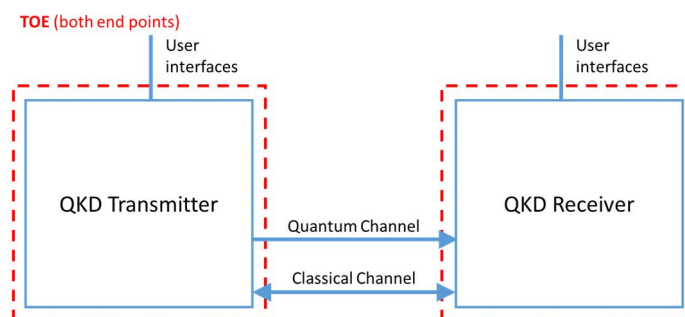 TOE (both end points)
User
interfaces
User
interfaces
QKD Transmitter
QKD Receiver
Quantum Channel
Classical Channel